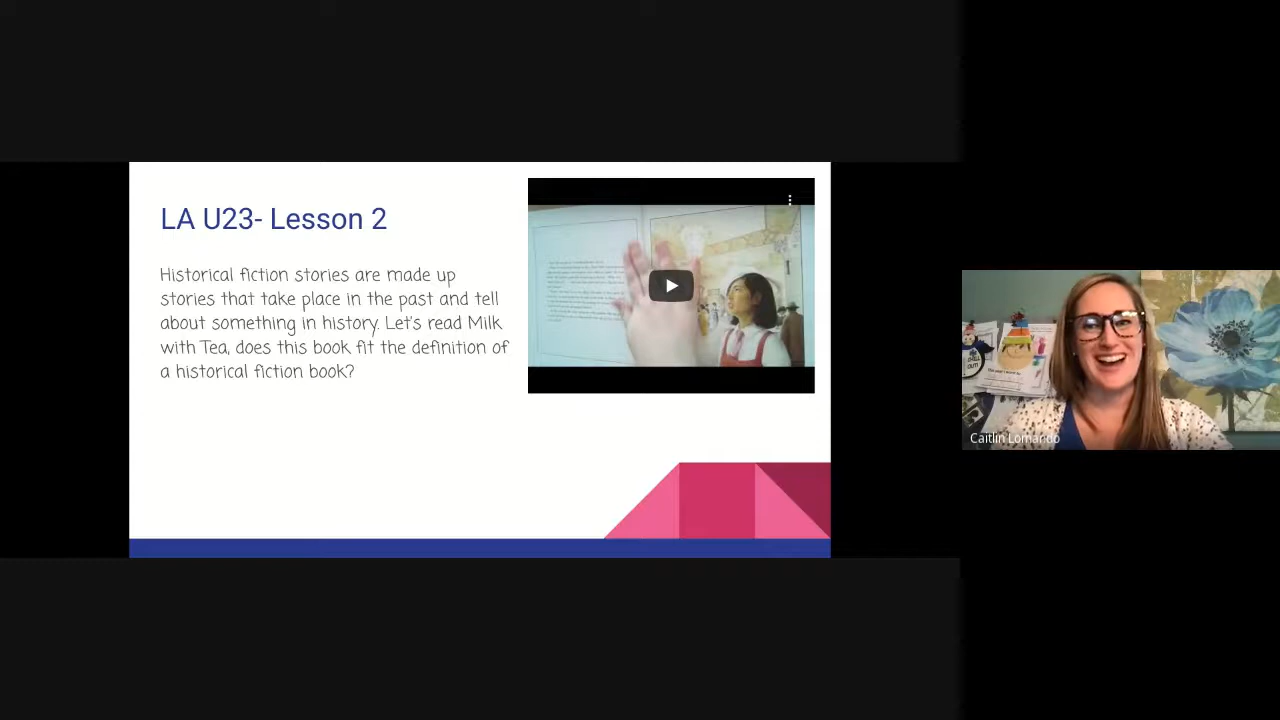 LA U23- Lesson 2
Historical fiction stories are made up
stories that take place in the past and tell
about something in history. Let's read Milk
with Tea, does this book fit the definition of
a historical fiction book?
Caitlin Lomando